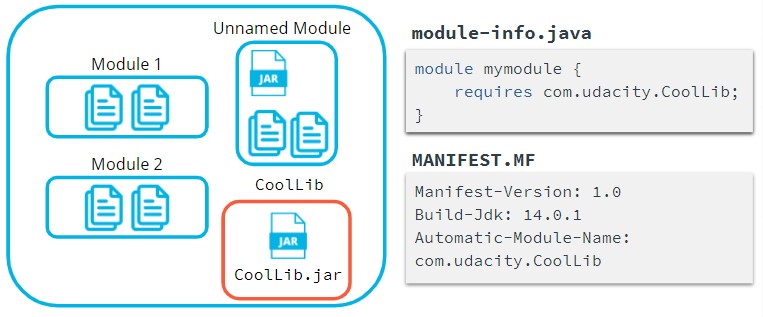 Unnamed Module
JAR
Module 1
Module 2
CoolLib
JAR
CoolLib.jar
module-info.java
module mymodule {
    requires com.udacity.CoolLib;
}
MANIFEST.MF
Manifest-Version: 1.0
Build-Jdk: 14.0.1
Automatic-Module-Name:
com.udacity.CoolLib